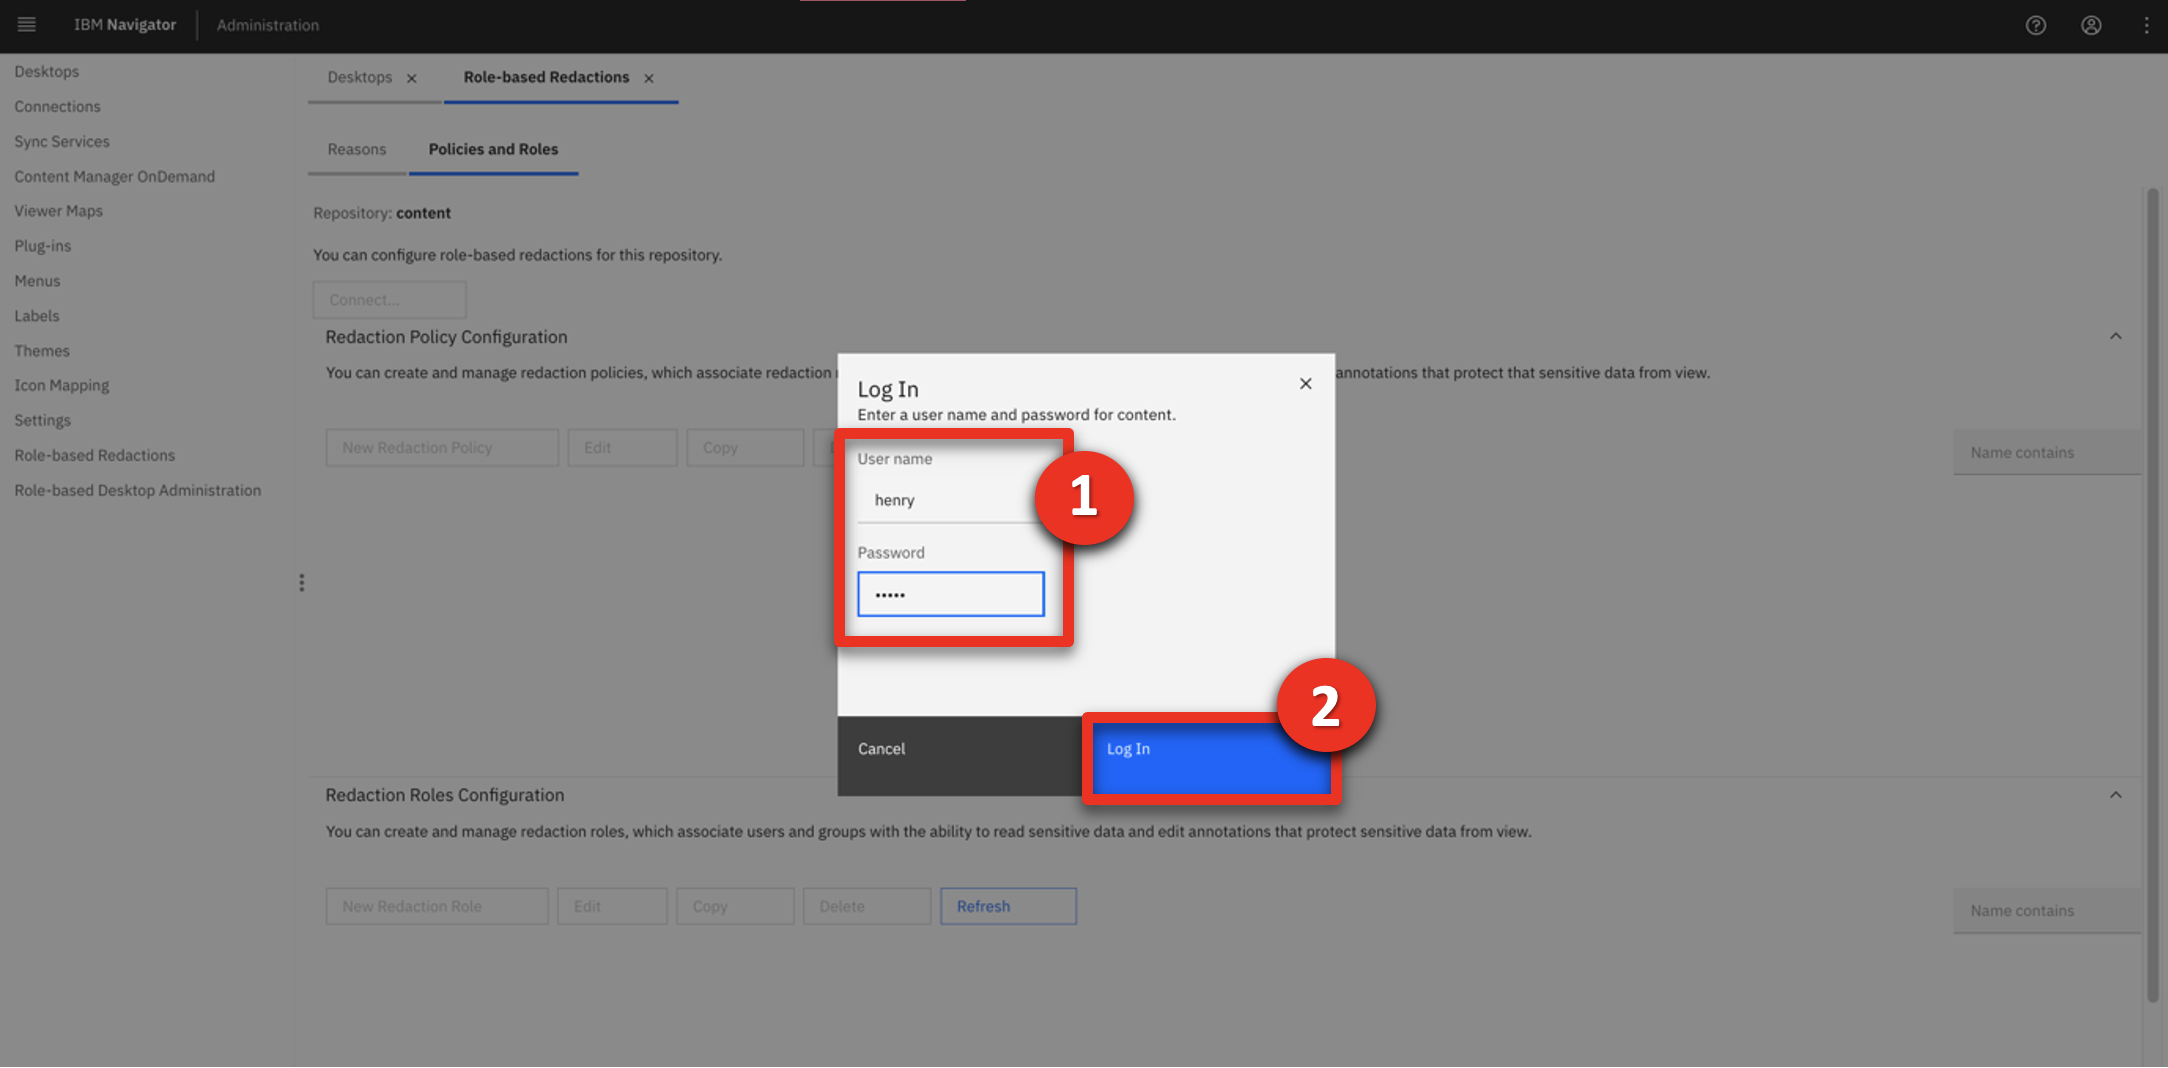 IBM Navigator
Administration
Desktops
Connections
Sync Services
Content Manager OnDemand
Viewer Maps
Plug-ins
Menus
Labels
Themes
Icon Mapping
Settings
Role-based Redactions
Role-based Desktop Administration
Desktops
Role-based Redactions
Reasons
Policies and Roles
Repository: content
You can configure role-based redactions for this repository.
Connect...
Redaction Policy Configuration
You can create and manage redaction policies, which associate redaction
annotations that protect that sensitive data from view.
New Redaction Policy
Edit
Copy
Name contains
Log In
Enter a user name and password for content.
User name
henry
1
Password
•••••
2
Cancel
Log In
Redaction Roles Configuration
You can create and manage redaction roles, which associate users and groups with the ability to read sensitive data and edit annotations that protect sensitive data from view.
New Redaction Role
Edit
Copy
Delete
Refresh
Name contains